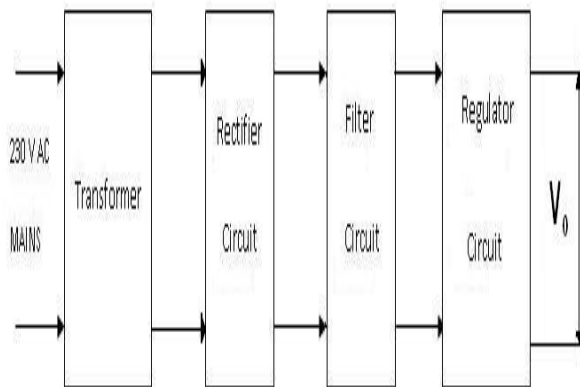 230 V AC
MAINS
Transformer
Rectifier
Circuit
Filter
Circuit
Regulator
Circuit
V₀